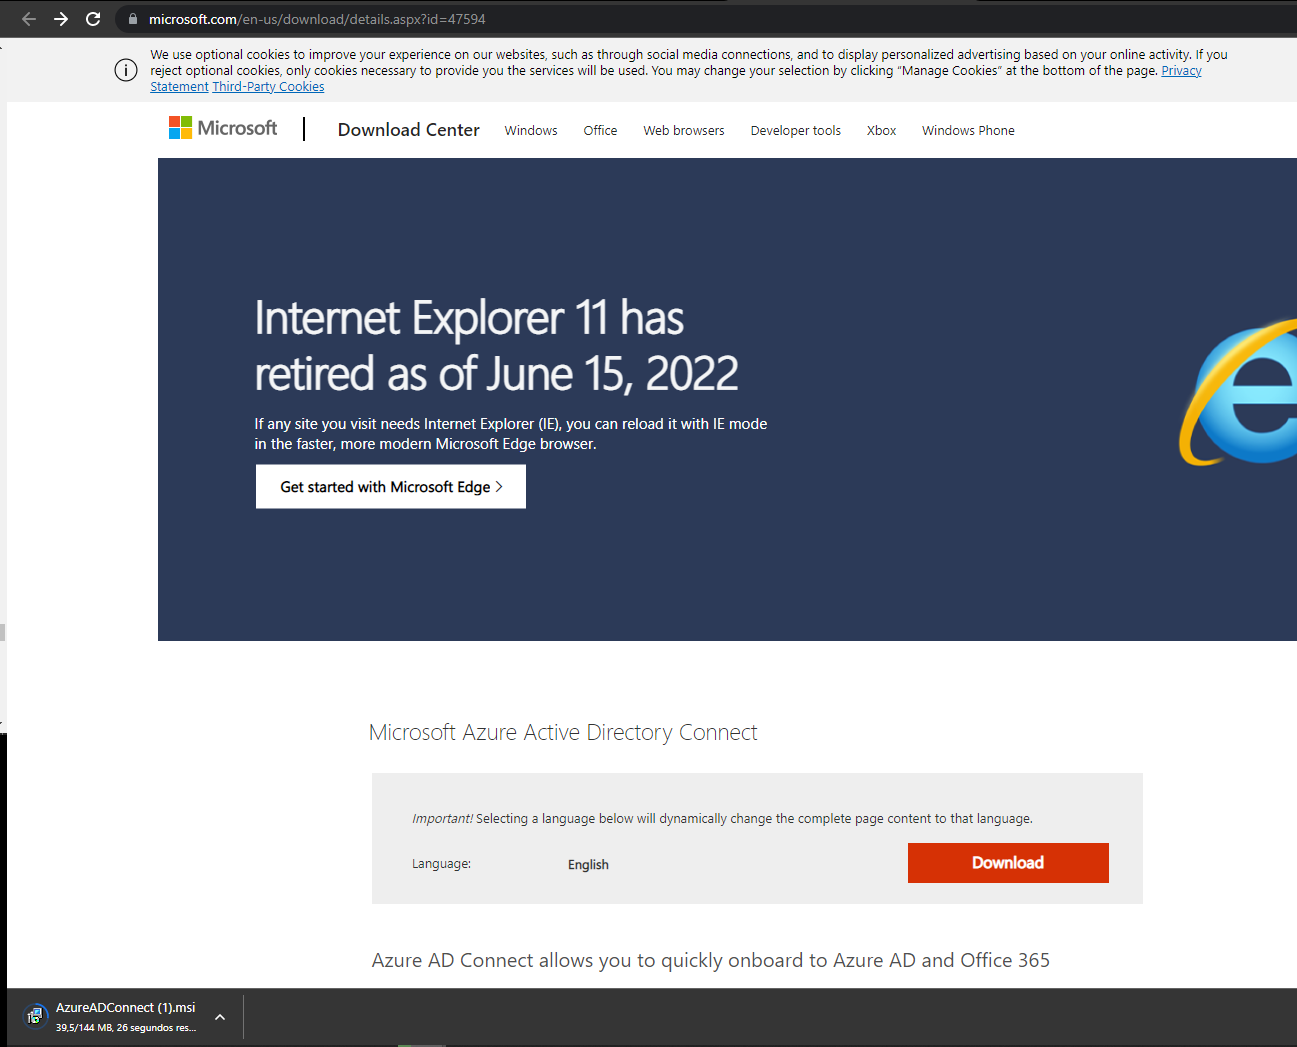 microsoft.com/en-us/download/details.aspx?id=47594
We use optional cookies to improve your experience on our websites, such as through social media connections, and to display personalized advertising based on your online activity. If you
reject optional cookies, only cookies necessary to provide you the services will be used. You may change your selection by clicking “Manage Cookies” at the bottom of the page. Privacy
Statement Third-Party Cookies
Microsoft | Download Center Windows Office Web browsers Developer tools Xbox Windows Phone
Internet Explorer 11 has
retired as of June 15, 2022
If any site you visit needs Internet Explorer (IE), you can reload it with IE mode
in the faster, more modern Microsoft Edge browser.
Get started with Microsoft Edge >
Microsoft Azure Active Directory Connect
Important! Selecting a language below will dynamically change the complete page content to that language.
Language: English Download
Azure AD Connect allows you to quickly onboard to Azure AD and Office 365
AzureADConnect (1).msi
39,5/144 MB, 26 segundos res...